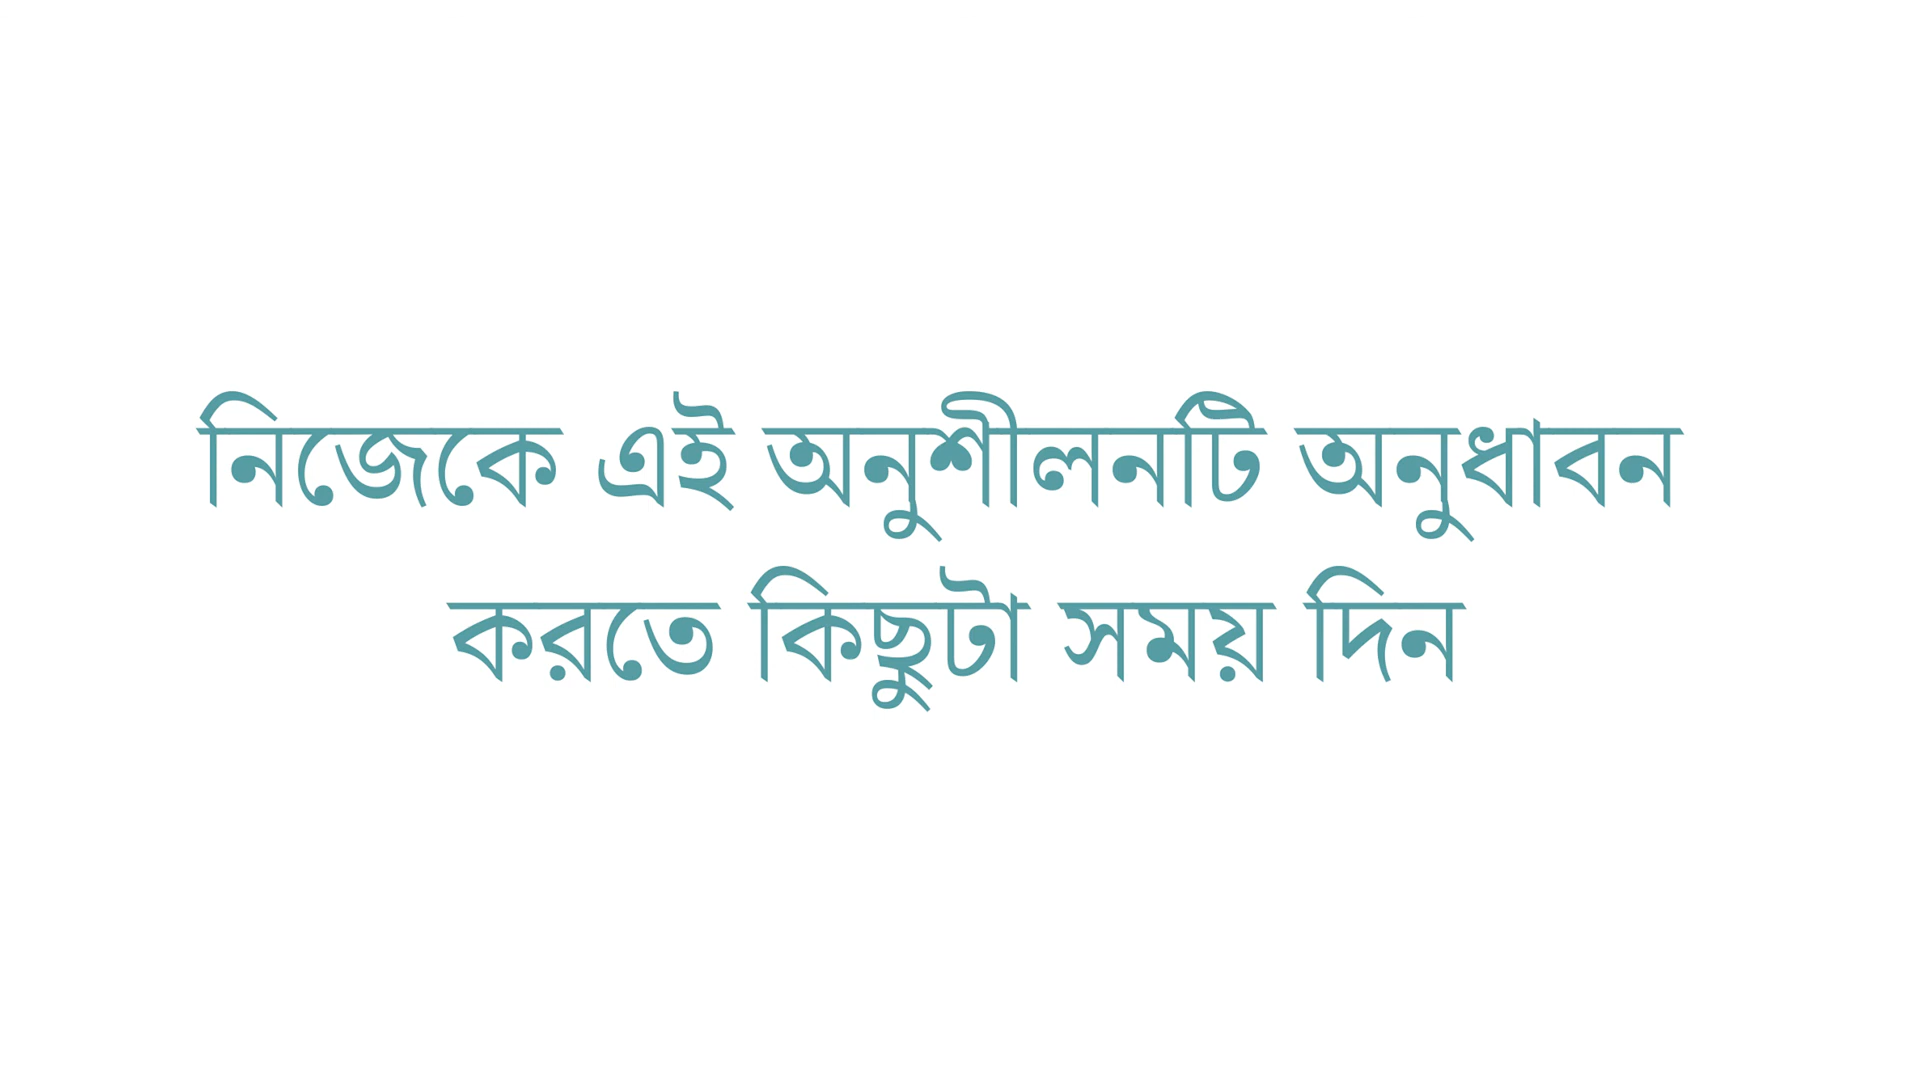 নিজেকে এই অনুশীলনটি অনুধাবন
করতে কিছুটা সময় দিন